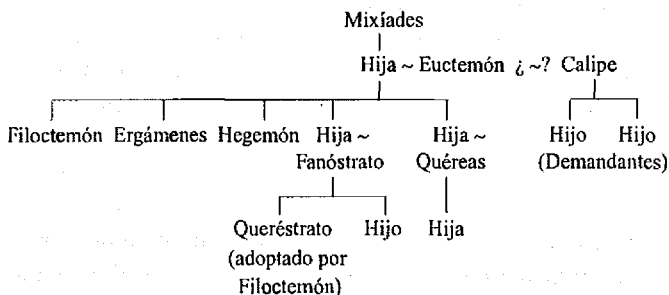 Mixíades
Hija ~ Euctemón ¿ ~? Calipe
Filoctemón Ergámenes Hegemón Hija ~ Hija ~ Hijo Hijo
Fanóstrato Quéreas (Demandantes)
Queréstrato Hijo Hija
(adoptado por
Filoctemón)